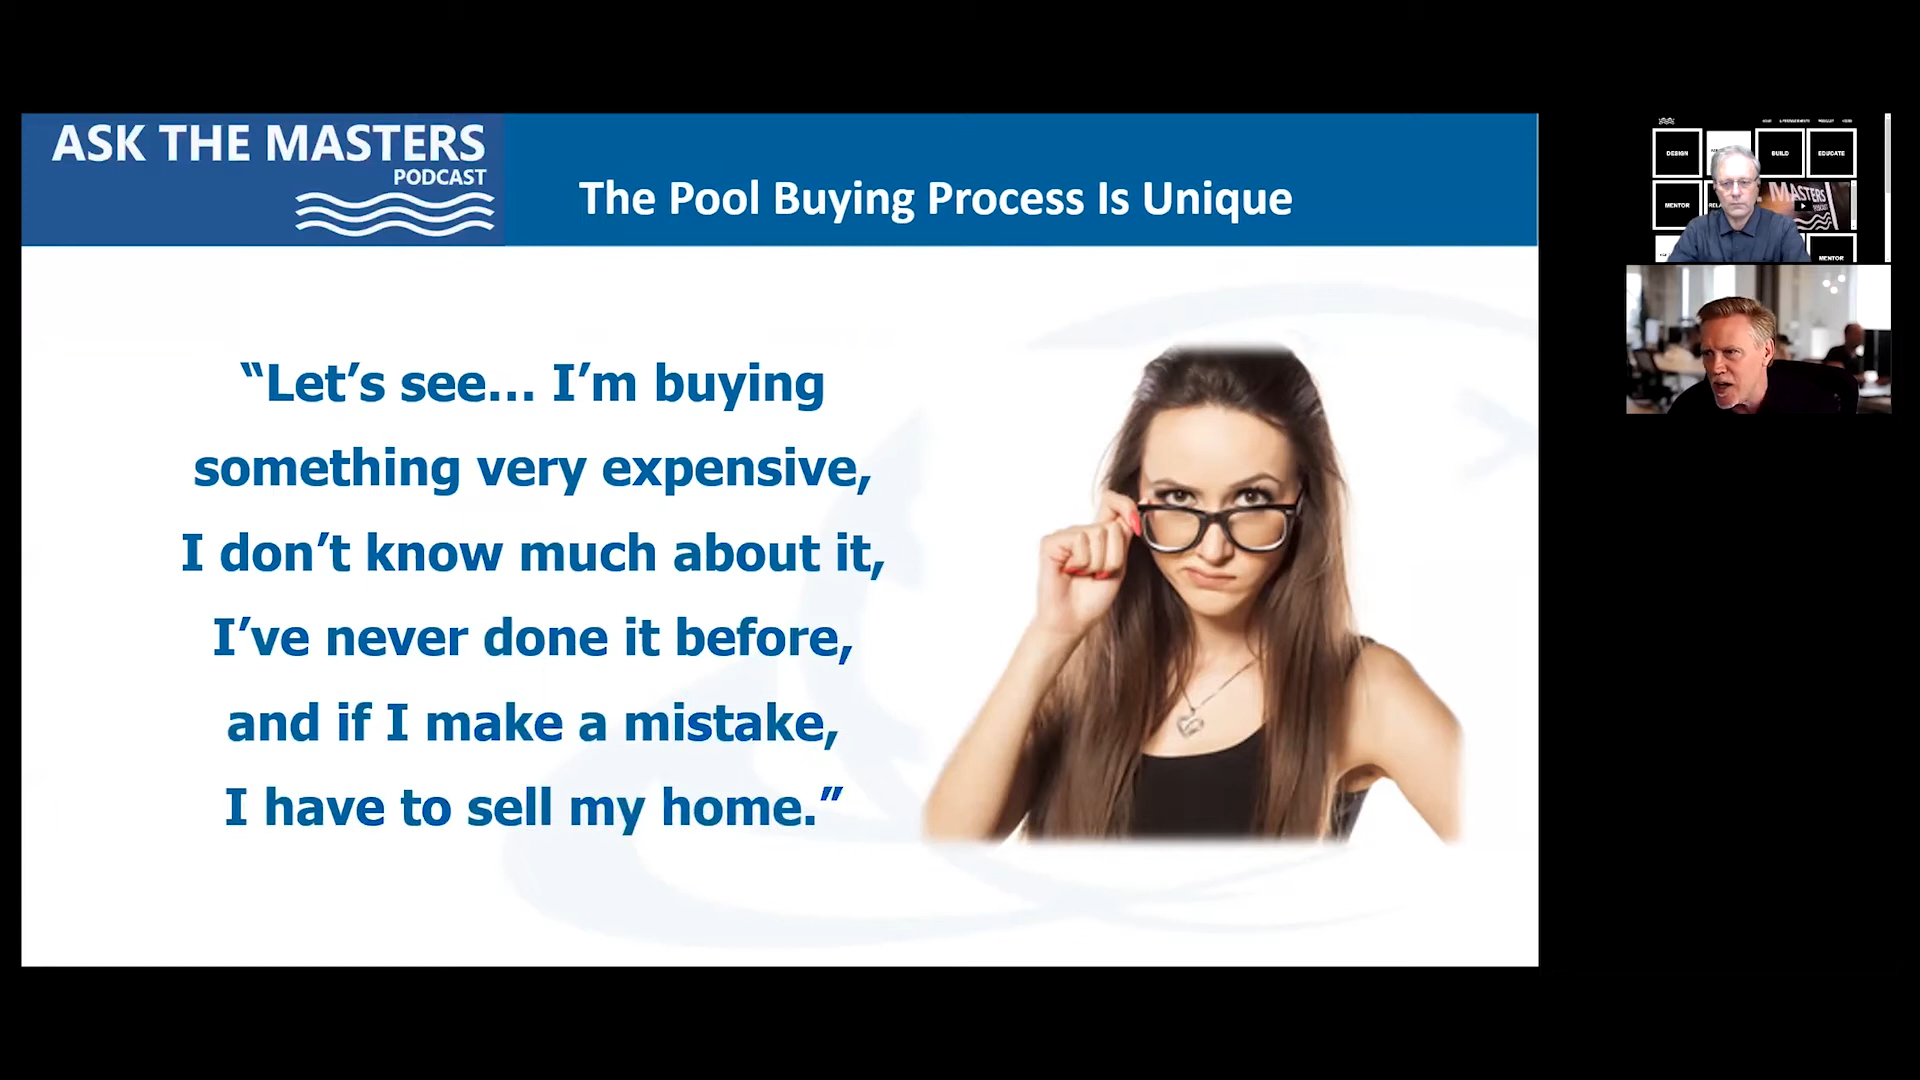 ASK THE MASTERS
PODCAST
The Pool Buying Process Is Unique
“Let’s see… I’m buying
something very expensive,
I don’t know much about it,
I’ve never done it before,
and if I make a mistake,
I have to sell my home.”
DESIGN
BUILD
EDUCATE
MENTOR
MASTERS
MENTOR